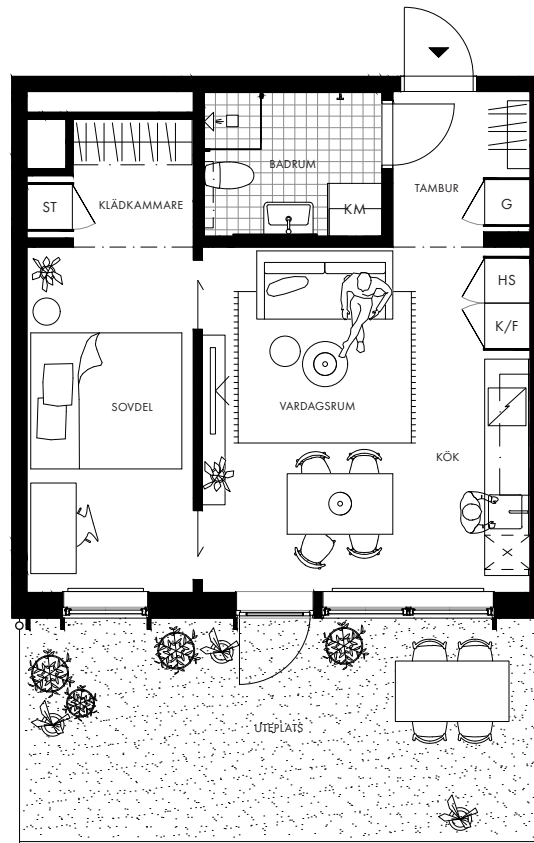 BADRUM
TAMBUR
ST
KLÄDKAMMARE
KM
G
HS
K/F
SOVDEL
VARDAGSRUM
KÖK
UTEPLATS